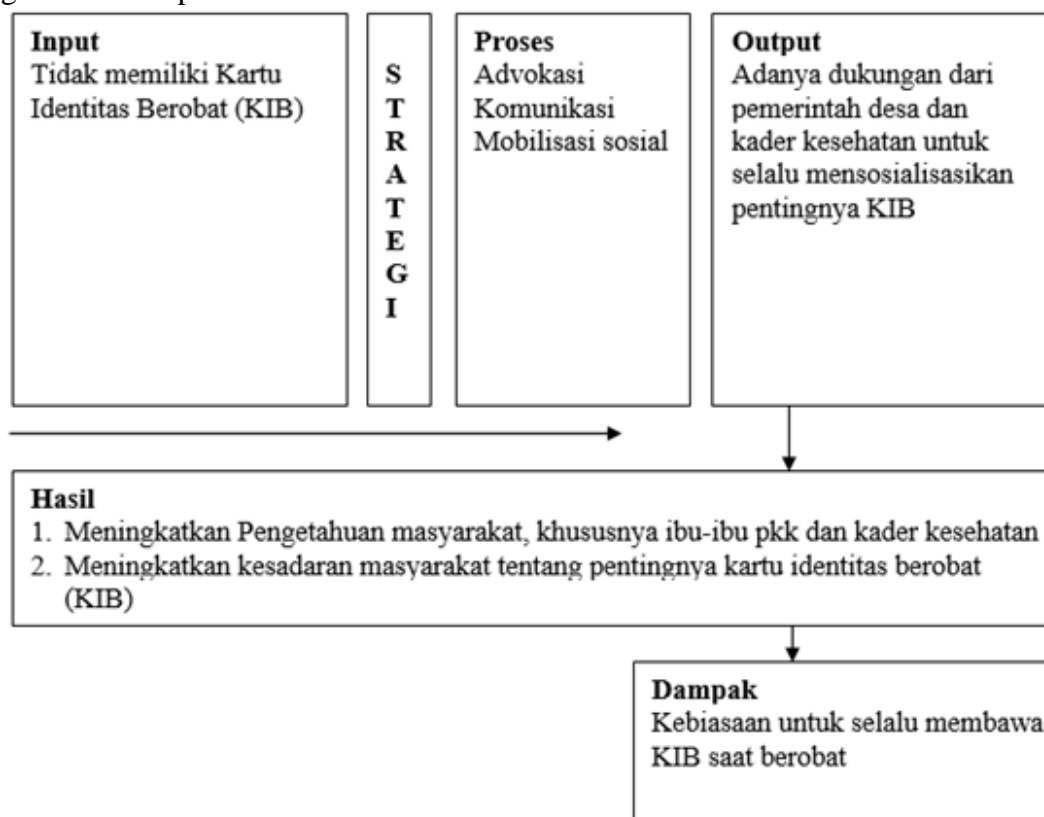 Input
Tidak memiliki Kartu
Identitas Berobat (KIB)
S
T
R
A
T
E
G
I
Proses
Advokasi
Komunikasi
Mobilisasi sosial
Output
Adanya dukungan dari
pemerintah desa dan
kader kesehatan untuk
selalu mensosialisasikan
pentingnya KIB
Hasil
1. Meningkatkan Pengetahuan masyarakat, khususnya ibu-ibu pkk dan kader kesehatan
2. Meningkatkan kesadaran masyarakat tentang pentingnya kartu identitas berobat
(KIB)
Dampak
Kebiasaan untuk selalu membawa
KIB saat berobat